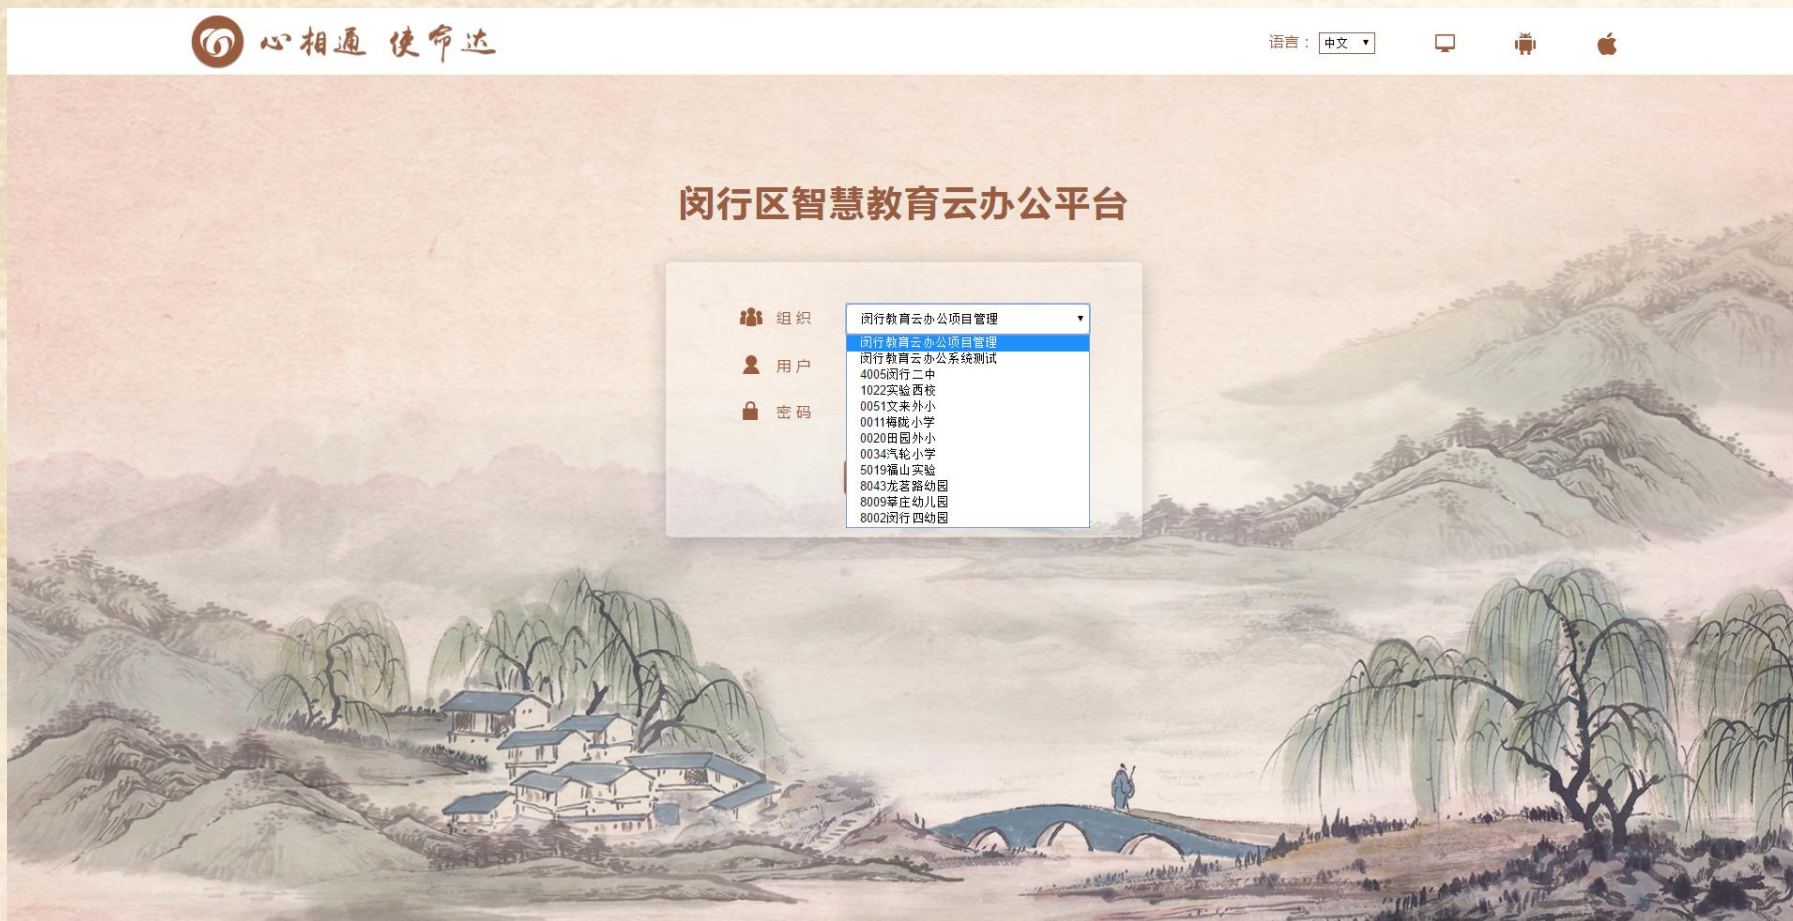 心相通 使命达
语言： 中文
闵行区智慧教育云办公平台
组织 闵行教育云办公项目管理
闵行教育云办公项目管理
闵行教育云办公系统测试
用户
4005闵行二中
1022实验西校
0051文来外小
密码
0011梅陇小学
0020田园外小
0034汽轮小学
5019福山实验
8043龙茗路幼园
8009莘庄幼儿园
8002闵行四幼园